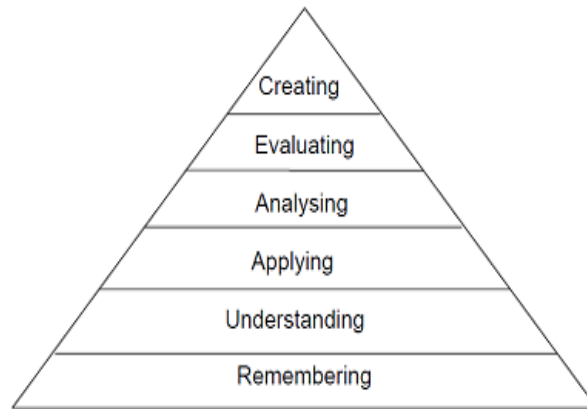 Creating
Evaluating
Analysing
Applying
Understanding
Remembering